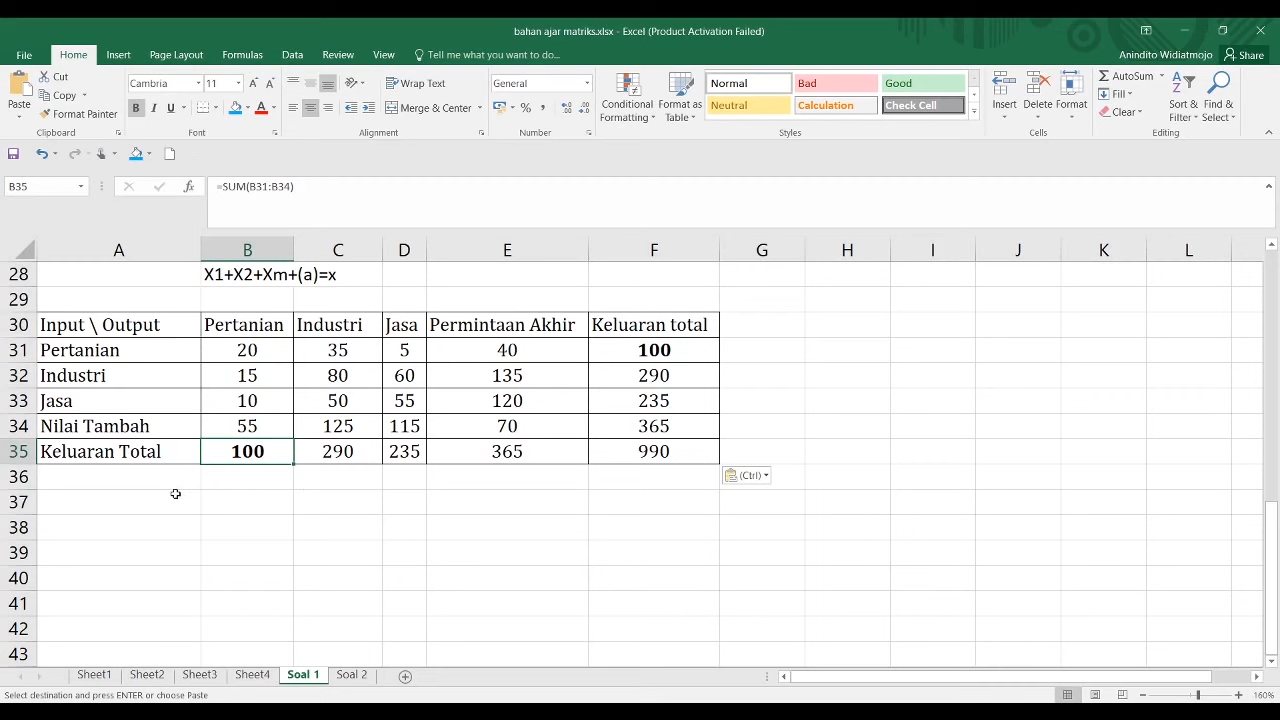 bahan ajar matriks.xlsx - Excel (Product Activation Failed)
File Home Insert Page Layout Formulas Data Review View Tell me what you want to do... Anindito Widiatmojo Share
Paste Cut Copy Format Painter Clipboard
Cambria 11 B I U Font
Wrap Text Merge & Center Alignment
General % , Number
Conditional Formatting Format as Table
Normal Bad Good
Neutral Calculation Check Cell
Styles
Insert Delete Format Cells
AutoSum Fill Clear Sort & Filter Find & Select Editing
B35 fx =SUM(B31:B34)
A B C D E F G H I J K L
28 X1+X2+Xm+(a)=x
29
30 Input \ Output Pertanian Industri Jasa Permintaan Akhir Keluaran total
31 Pertanian 20 35 5 40 100
32 Industri 15 80 60 135 290
33 Jasa 10 50 55 120 235
34 Nilai Tambah 55 125 115 70 365
35 Keluaran Total 100 290 235 365 990
36 (Ctrl)
37
38
39
40
41
42
43
Sheet1 Sheet2 Sheet3 Sheet4 Soal 1 Soal 2
Select destination and press ENTER or choose Paste 160%